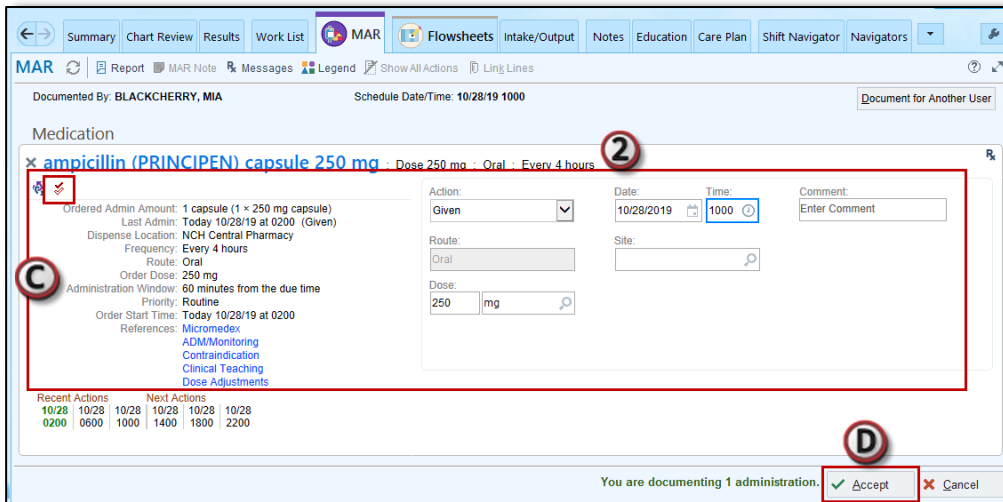 Summary Chart Review Results Work List MAR Flowsheets Intake/Output Notes Education Care Plan Shift Navigator Navigators
MAR Report MAR Note Messages Legend Show All Actions Link Lines
Documented By: BLACKCHERRY, MIA Schedule Date/Time: 10/28/19 1000 Document for Another User
Medication
ampicillin (PRINCIPEN) capsule 250 mg : Dose 250 mg : Oral : Every 4 hours
2
Action: Date: Time: Comment:
Given 10/28/2019 1000 Enter Comment
Ordered Admin Amount: 1 capsule (1 × 250 mg capsule)
Last Admin: Today 10/28/19 at 0200 (Given)
Dispense Location: NCH Central Pharmacy
Frequency: Every 4 hours
Route: Oral
Order Dose: 250 mg
Administration Window: 60 minutes from the due time
Priority: Routine
Order Start Time: Today 10/28/19 at 0200
References: Micromedex
ADM/Monitoring
Contraindication
Clinical Teaching
Dose Adjustments
C
Route: Site:
Oral
Dose:
250 mg
Recent Actions Next Actions
10/28 10/28 10/28 10/28 10/28 10/28
0200 0600 1000 1400 1800 2200
D
You are documenting 1 administration. Accept Cancel